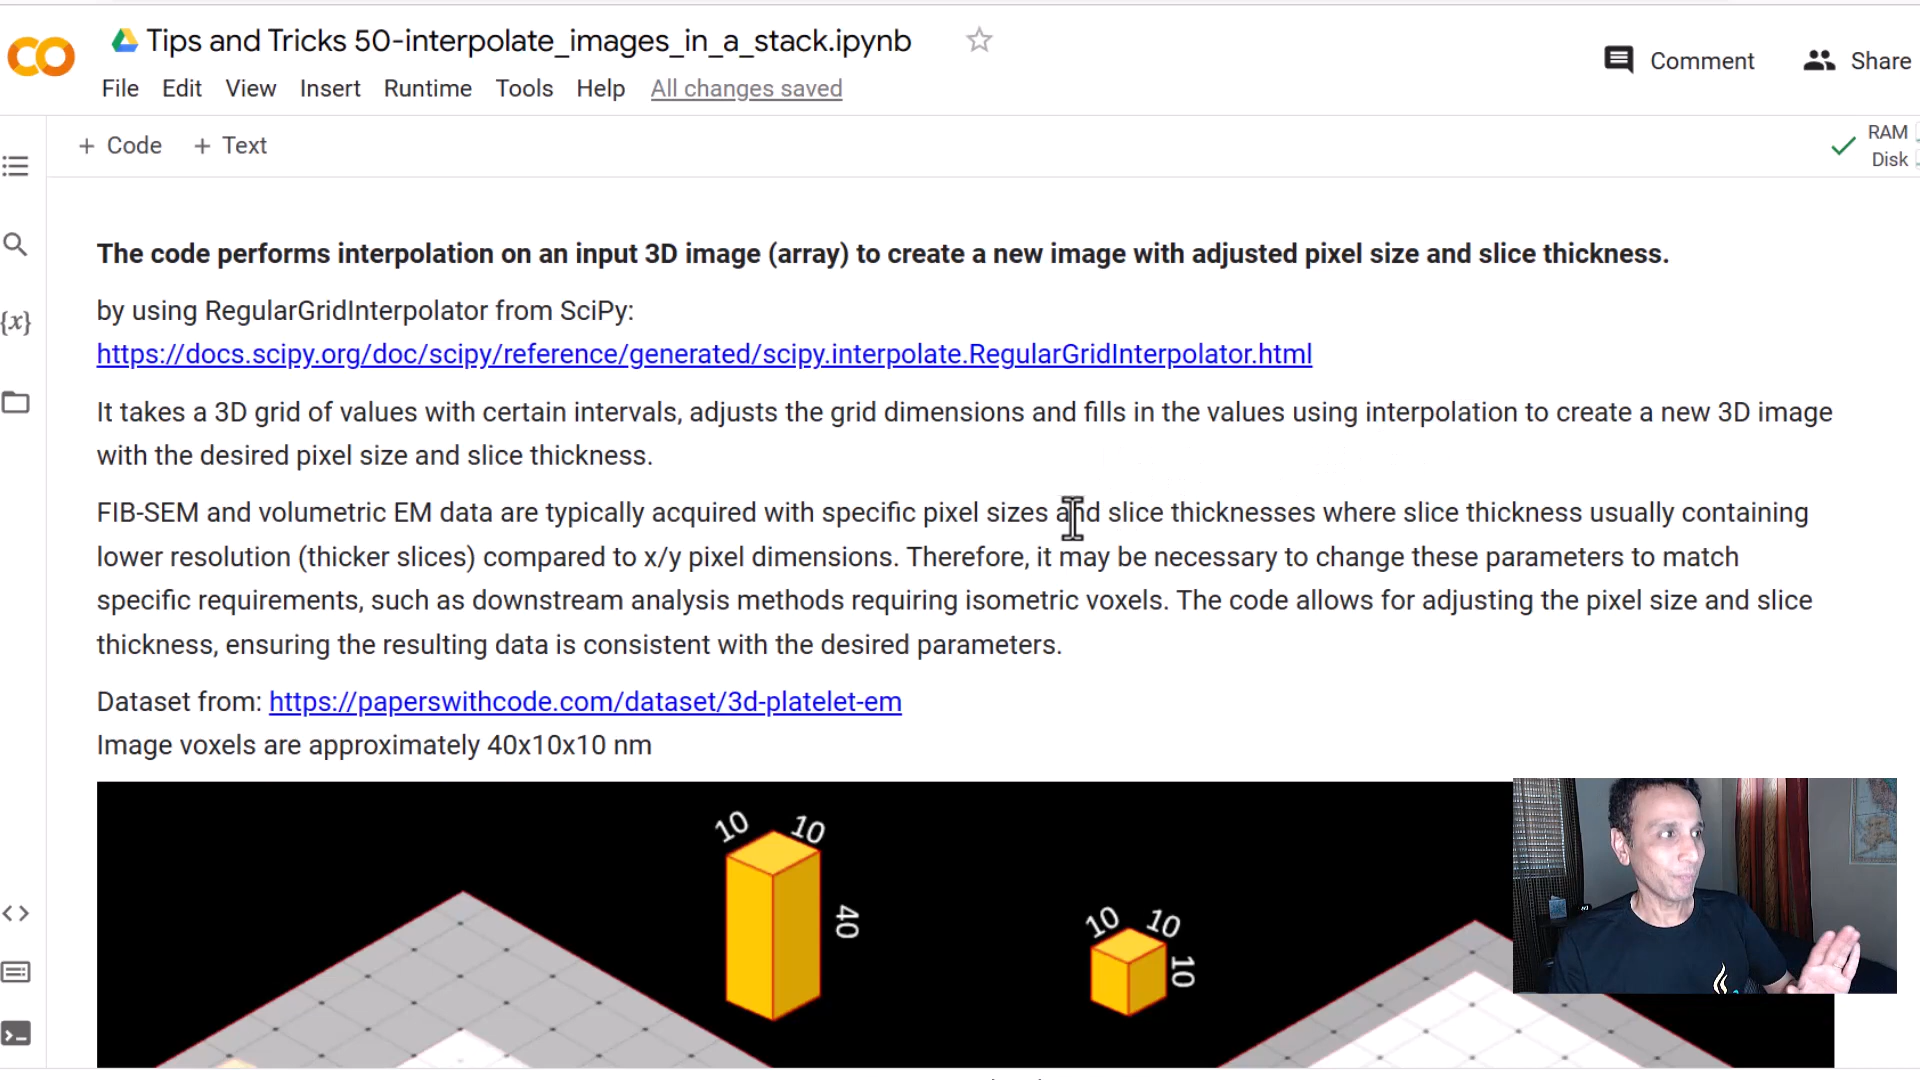 Tips and Tricks 50-interpolate_images_in_a_stack.ipynb
Comment
Share
File Edit View Insert Runtime Tools Help All changes saved
+ Code + Text
RAM
Disk
{x}
The code performs interpolation on an input 3D image (array) to create a new image with adjusted pixel size and slice thickness.
by using RegularGridInterpolator from SciPy:
https://docs.scipy.org/doc/scipy/reference/generated/scipy.interpolate.RegularGridInterpolator.html
It takes a 3D grid of values with certain intervals, adjusts the grid dimensions and fills in the values using interpolation to create a new 3D image
with the desired pixel size and slice thickness.
FIB-SEM and volumetric EM data are typically acquired with specific pixel sizes and slice thicknesses where slice thickness usually containing
lower resolution (thicker slices) compared to x/y pixel dimensions. Therefore, it may be necessary to change these parameters to match
specific requirements, such as downstream analysis methods requiring isometric voxels. The code allows for adjusting the pixel size and slice
thickness, ensuring the resulting data is consistent with the desired parameters.
Dataset from: https://paperswithcode.com/dataset/3d-platelet-em
Image voxels are approximately 40x10x10 nm
10 10
40
10 10
10